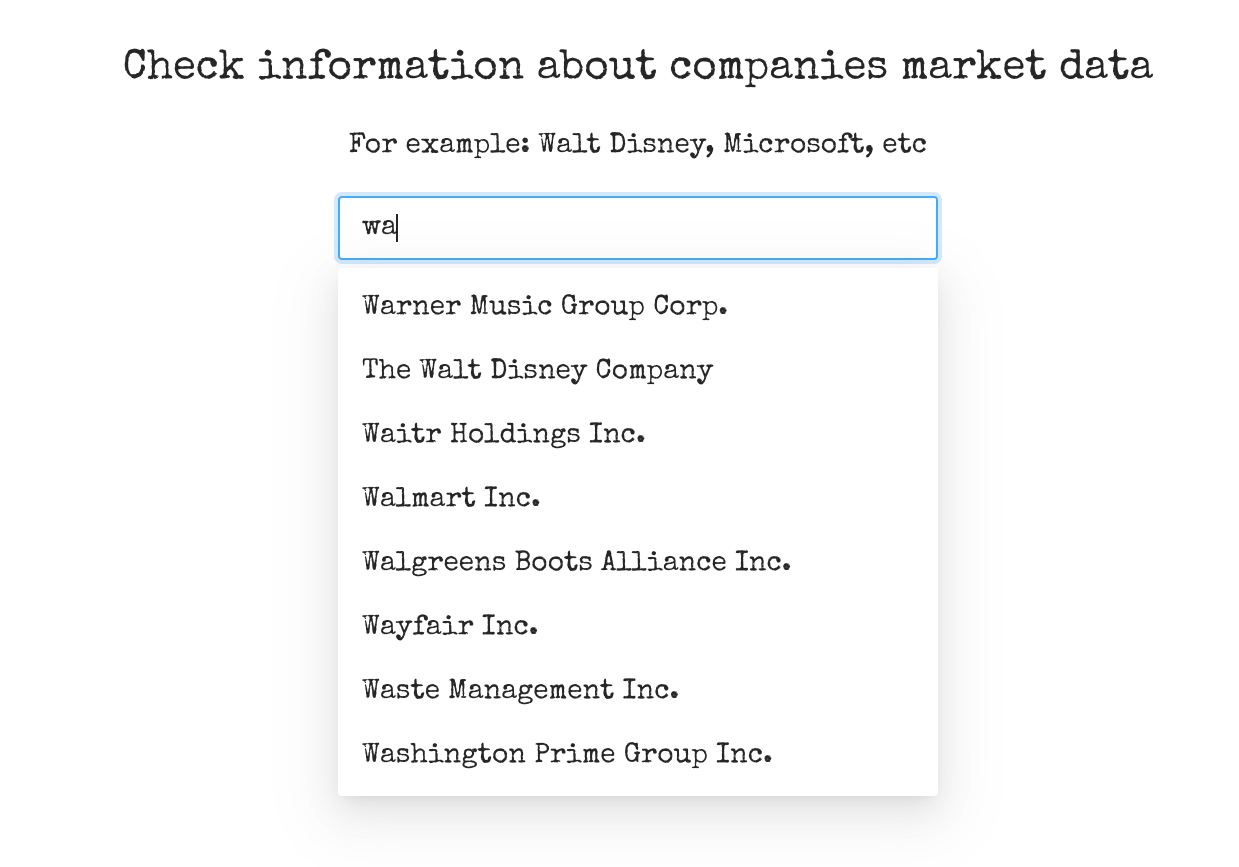 Check information about companies market data
For example: Walt Disney, Microsoft, etc
wa
Warner Music Group Corp.
The Walt Disney Company
Waitr Holdings Inc.
Walmart Inc.
Walgreens Boots Alliance Inc.
Wayfair Inc.
Waste Management Inc.
Washington Prime Group Inc.